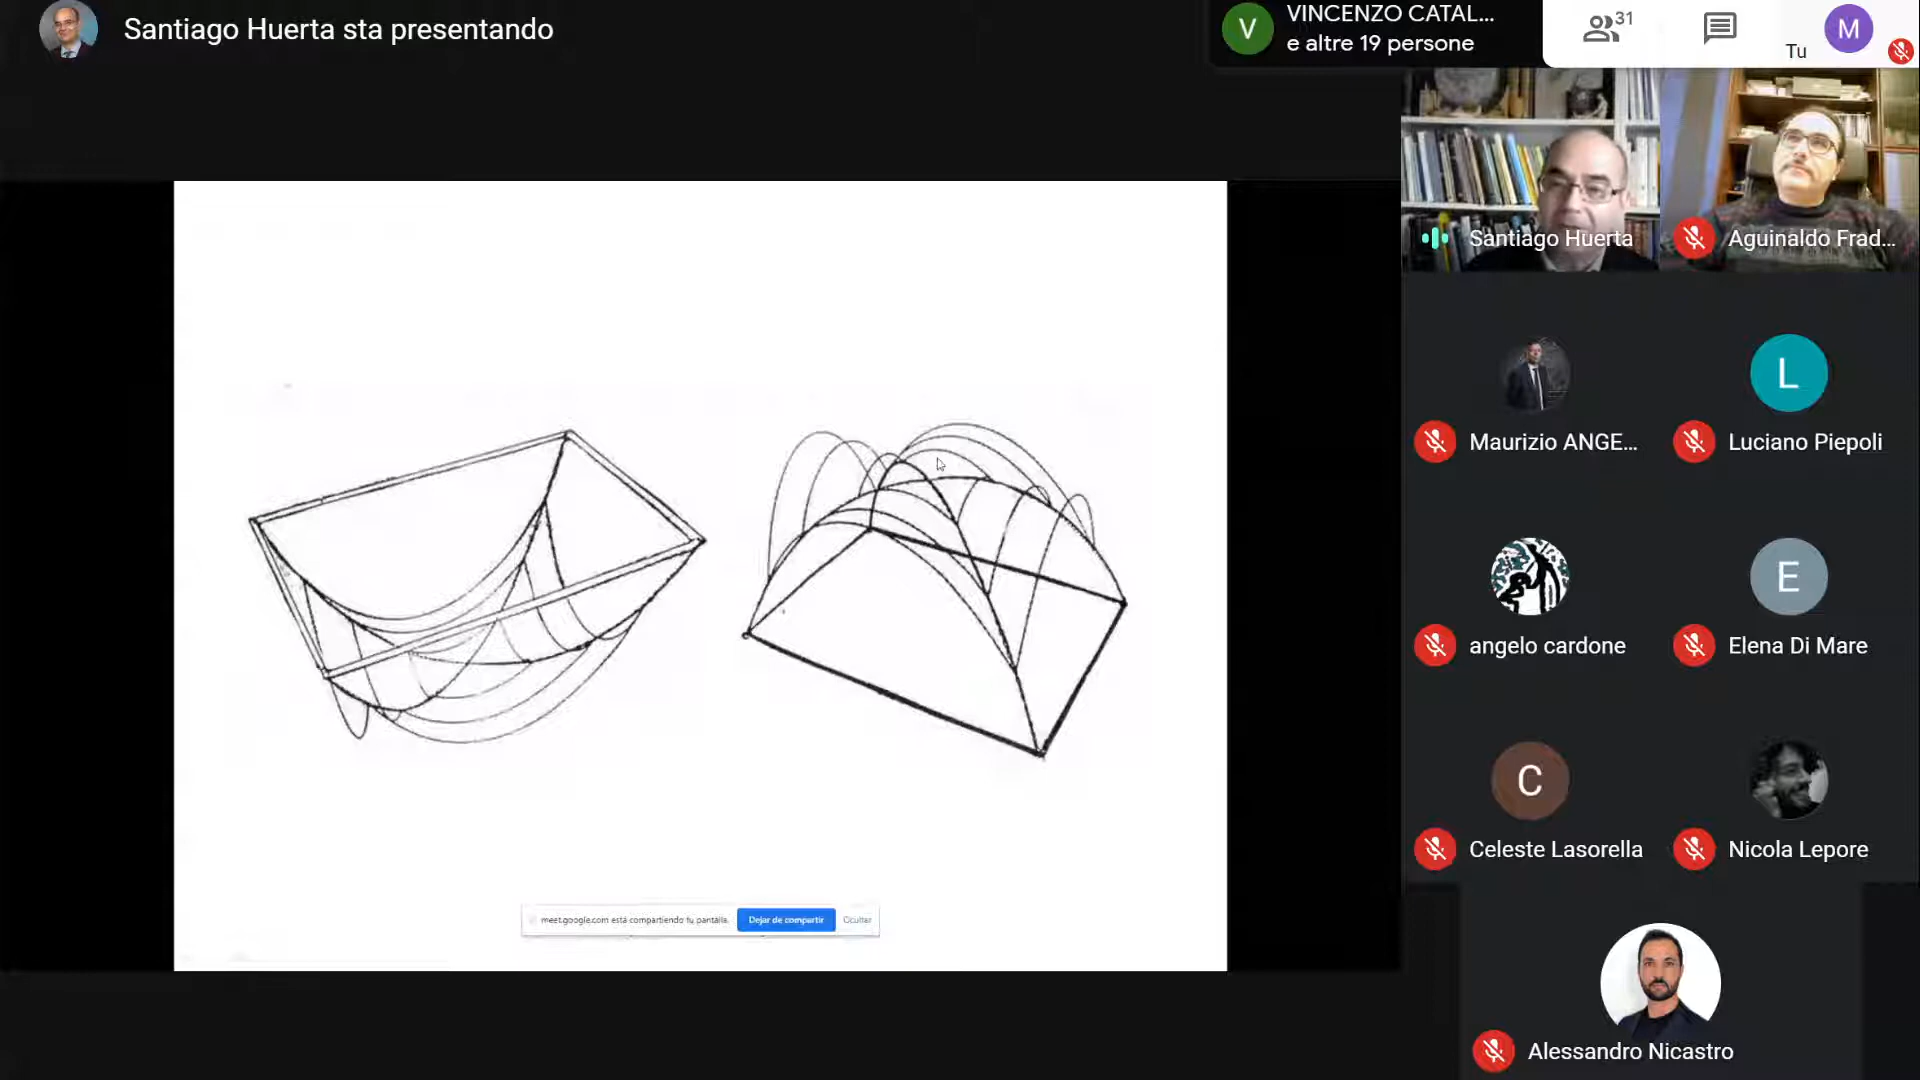 Santiago Huerta sta presentando
V
VINCENZO CATAL...
e altre 19 persone
31
Tu
M
Santiago Huerta
Aguinaldo Frad...
L
Maurizio ANGE...
Luciano Piepoli
E
angelo cardone
Elena Di Mare
C
Celeste Lasorella
Nicola Lepore
meet.google.com está compartiendo tu pantalla.
Dejar de compartir
Ocultar
Alessandro Nicastro